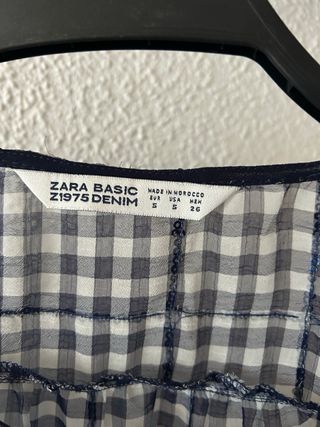 ZARA BASIC
Z1975 DENIM
MADE IN MOROCCO
EUR USA MEX
S S 26